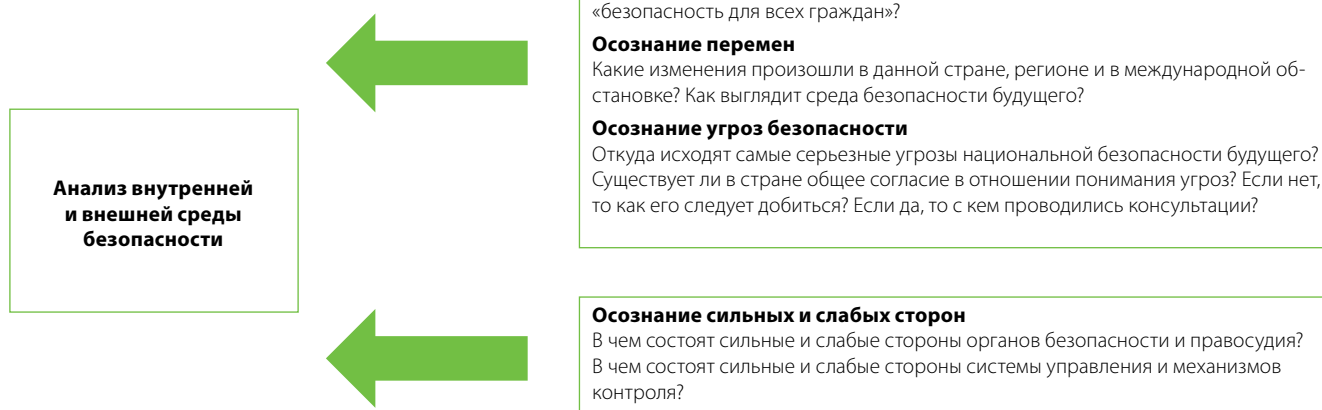 «безопасность для всех граждан»?
Осознание перемен
Какие изменения произошли в данной стране, регионе и в международной об-
становке? Как выглядит среда безопасности будущего?
Осознание угроз безопасности
Откуда исходят самые серьезные угрозы национальной безопасности будущего?
Существует ли в стране общее согласие в отношении понимания угроз? Если нет,
то как его следует добиться? Если да, то с кем проводились консультации?
Анализ внутренней
и внешней среды
безопасности
Осознание сильных и слабых сторон
В чем состоят сильные и слабые стороны органов безопасности и правосудия?
В чем состоят сильные и слабые стороны системы управления и механизмов
контроля?